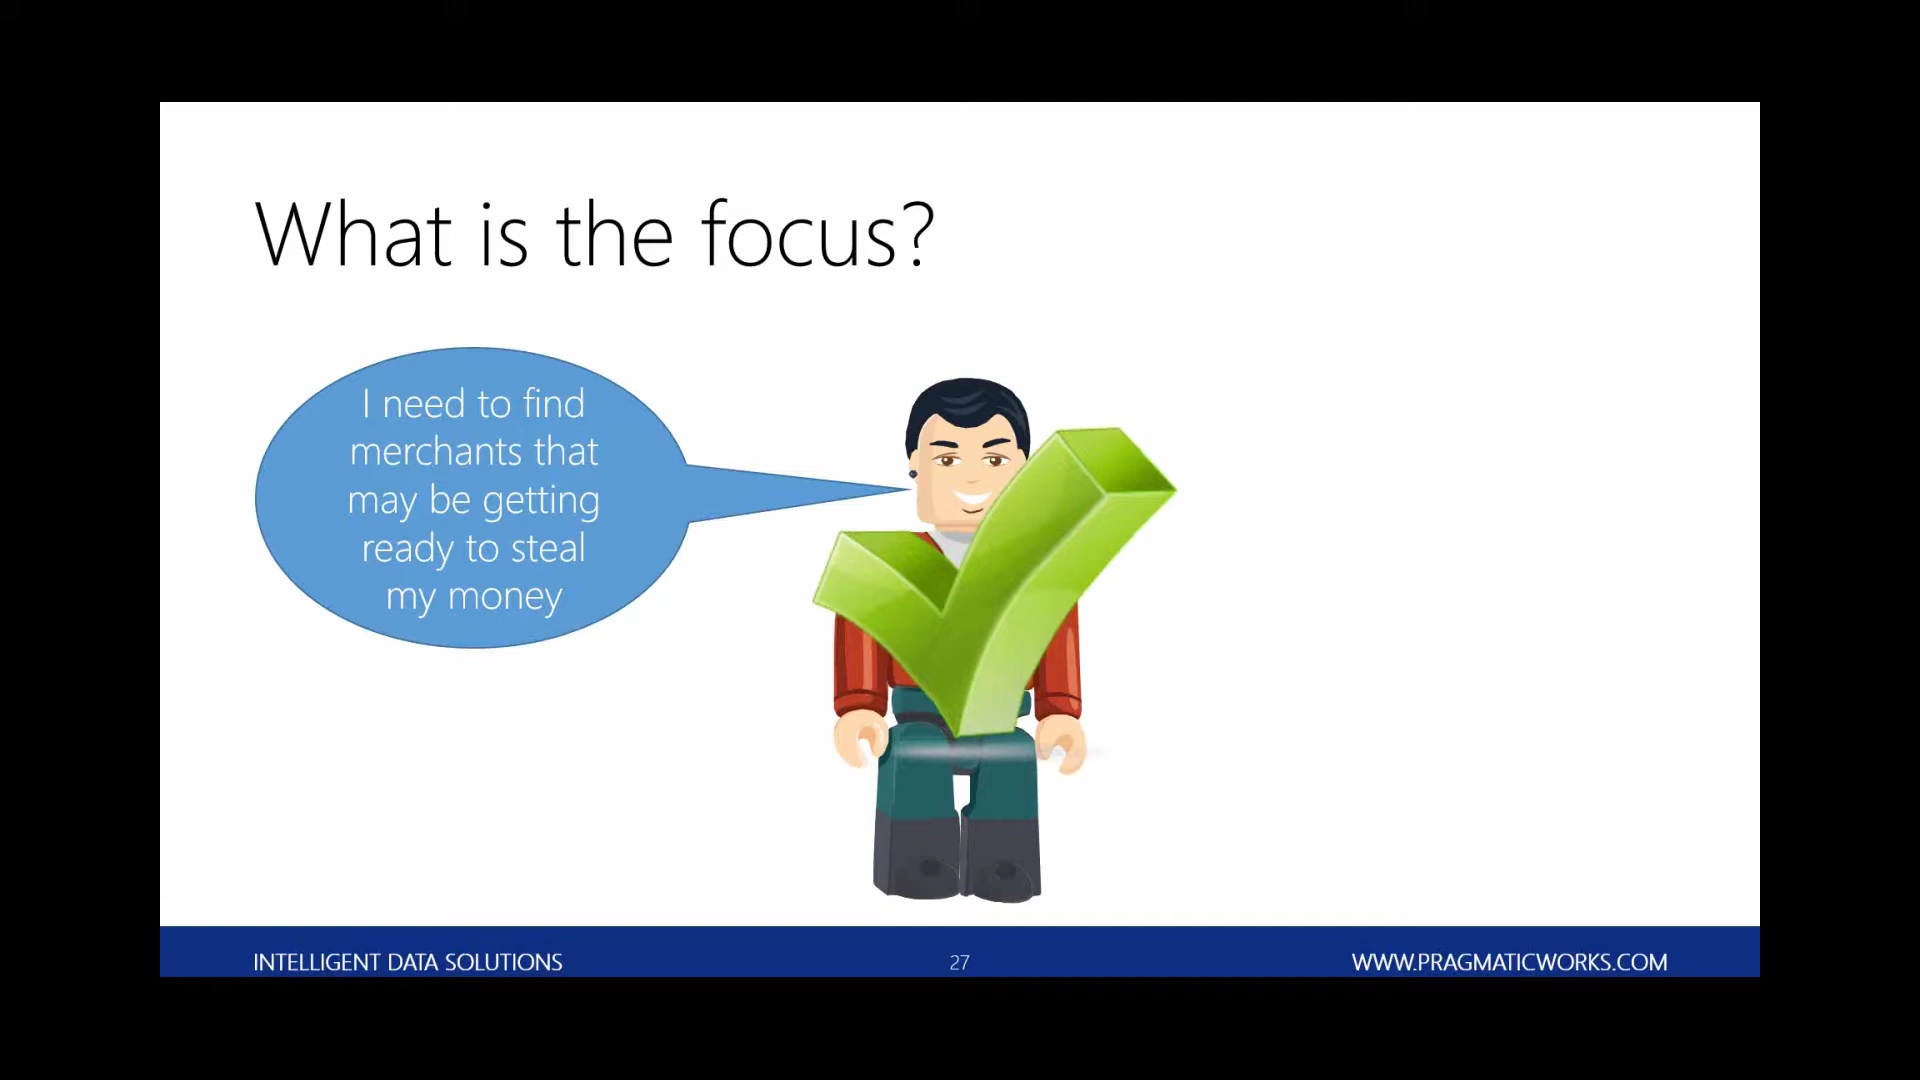 What is the focus?
I need to find
merchants that
may be getting
ready to steal
my money
INTELLIGENT DATA SOLUTIONS
27
WWW.PRAGMATICWORKS.COM